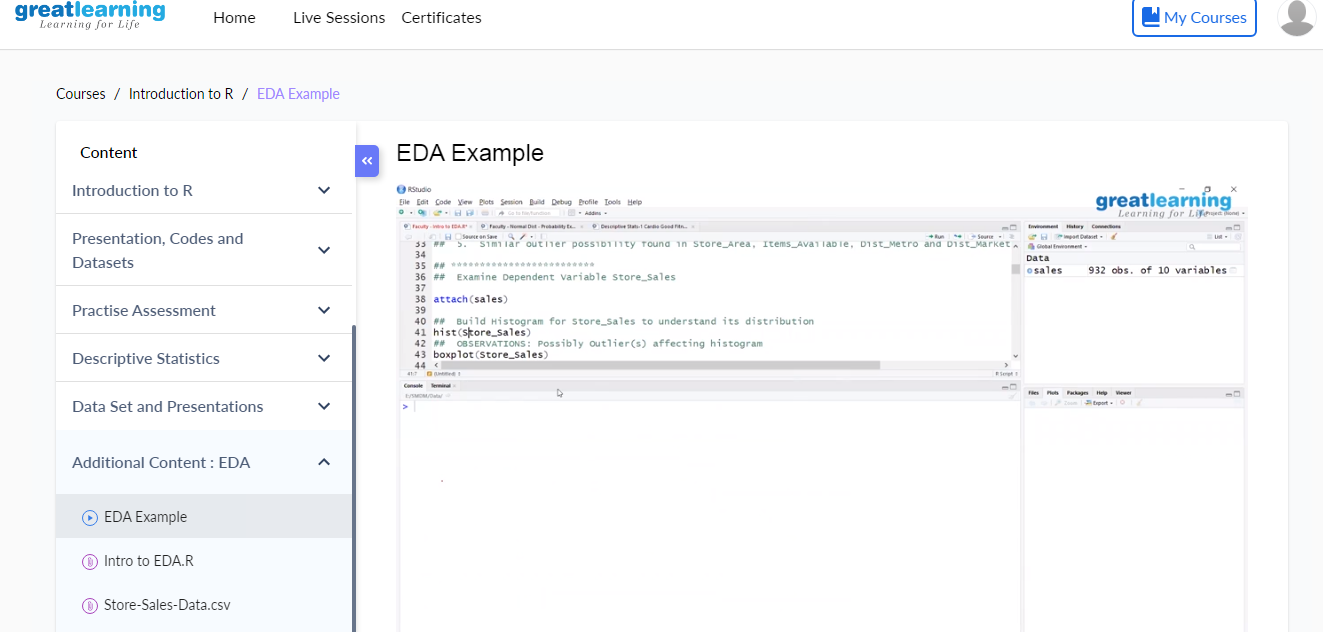 greatlearning
Learning for Life
Home
Live Sessions
Certificates
My Courses
Courses / Introduction to R / EDA Example
Content
Introduction to R
Presentation, Codes and
Datasets
Practise Assessment
Descriptive Statistics
Data Set and Presentations
Additional Content : EDA
EDA Example
Intro to EDA.R
Store-Sales-Data.csv
EDA Example
RStudio
File Edit Code View Plots Session Build Debug Profile Tools Help
greatlearning
Learning for Life
Go to file/function
Addins
Project: (None)
Faculty - Intro to EDA.R*
Faculty - Normal Dist - Probability Ex...
Descriptive Stats-1 Cardio Good Fitn...
Source on Save
Run
Source
33 ## 5. Similar outlier possibility found in Store_Area, Items_Available, Dist_Metro and Dist_Market
34
35 ## *************************
36 ## Examine Dependent Variable Store_Sales
37
38 attach(sales)
39
40 ## Build Histogram for Store_Sales to understand its distribution
41 hist(Store_Sales)
42 ## OBSERVATIONS: Possibly Outlier(s) affecting histogram
43 boxplot(Store_Sales)
44
41:7
(Untitled)
R Script
Console Terminal
>
Environment History Connections
Import Dataset
List
Global Environment
Data
sales 932 obs. of 10 variables
Files Plots Packages Help Viewer
Zoom
Export